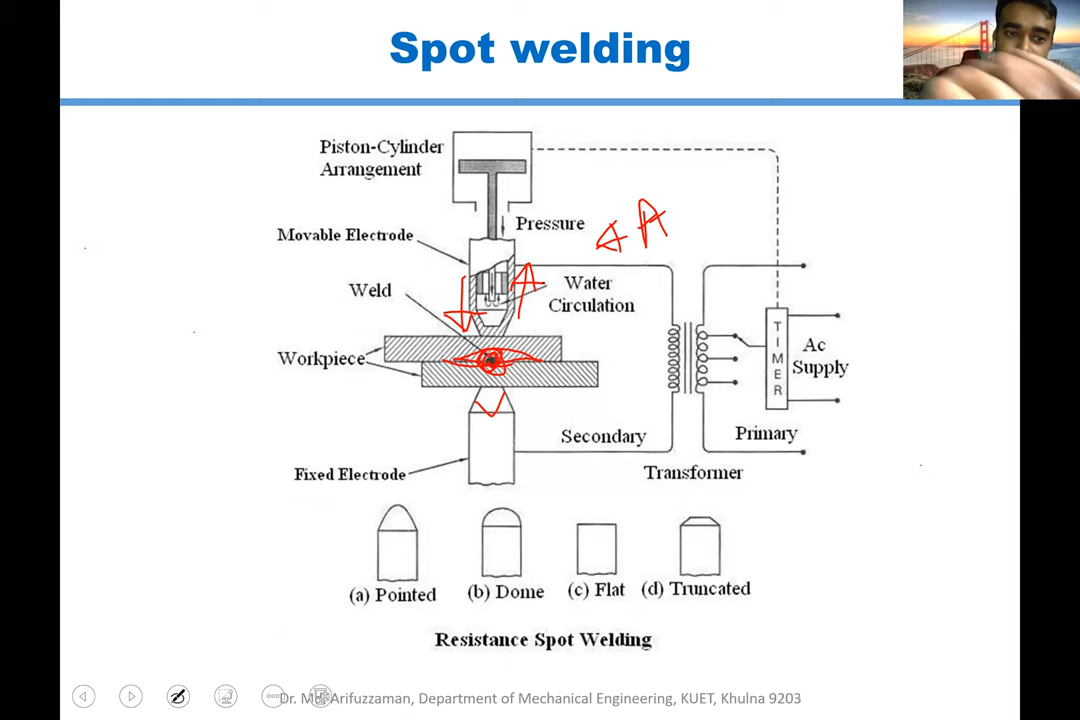 Spot welding
Piston-Cylinder
Arrangement
Pressure
Movable Electrode
Water
Circulation
Weld
Workpiece
TIMER
Ac
Supply
Secondary
Primary
Fixed Electrode
Transformer
(a) Pointed
(b) Dome
(c) Flat
(d) Truncated
Resistance Spot Welding
Arifuzzaman, Department of Mechanical Engineering, KUET, Khulna 9203